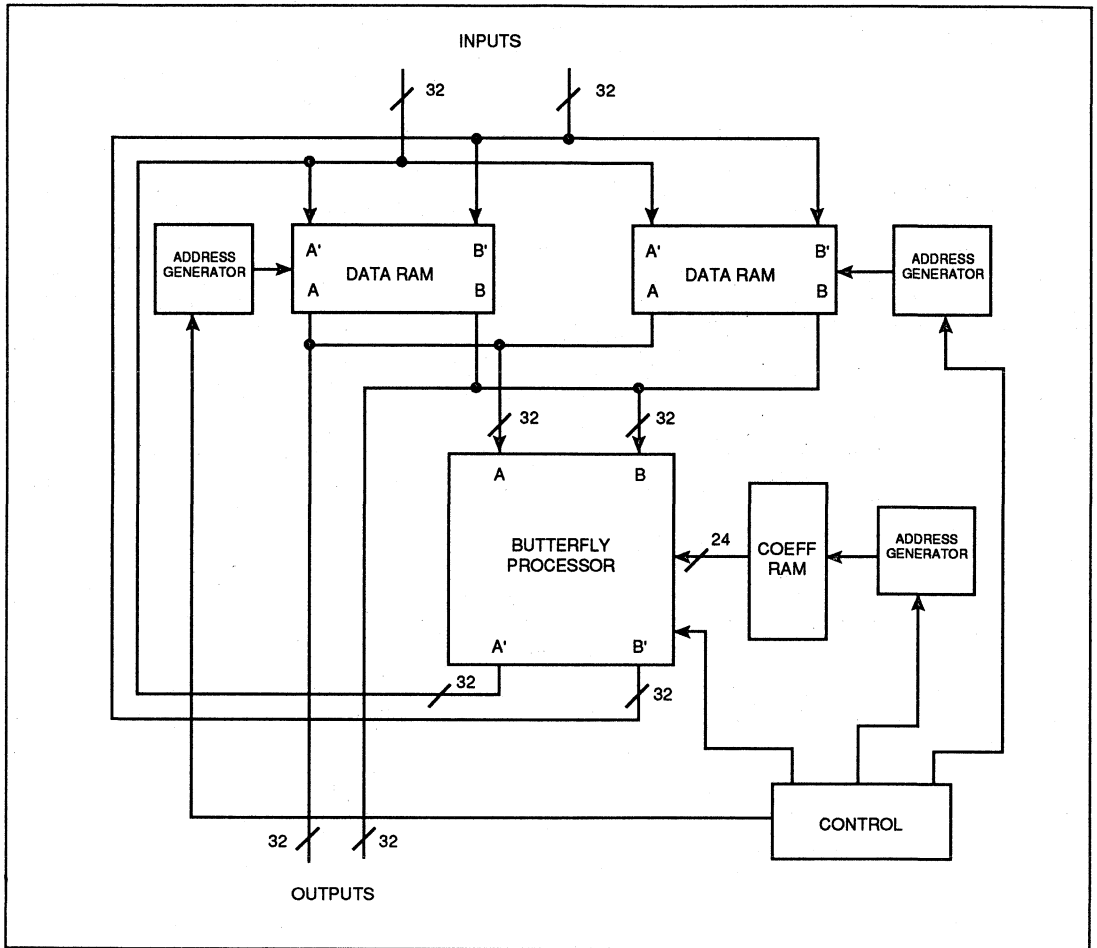 INPUTS
32
32
ADDRESS
GENERATOR
A'
B'
DATA RAM
A
B
A'
B'
DATA RAM
A
B
ADDRESS
GENERATOR
32
32
A
B
BUTTERFLY
PROCESSOR
A'
B'
24
COEFF
RAM
ADDRESS
GENERATOR
32
32
CONTROL
32
32
OUTPUTS